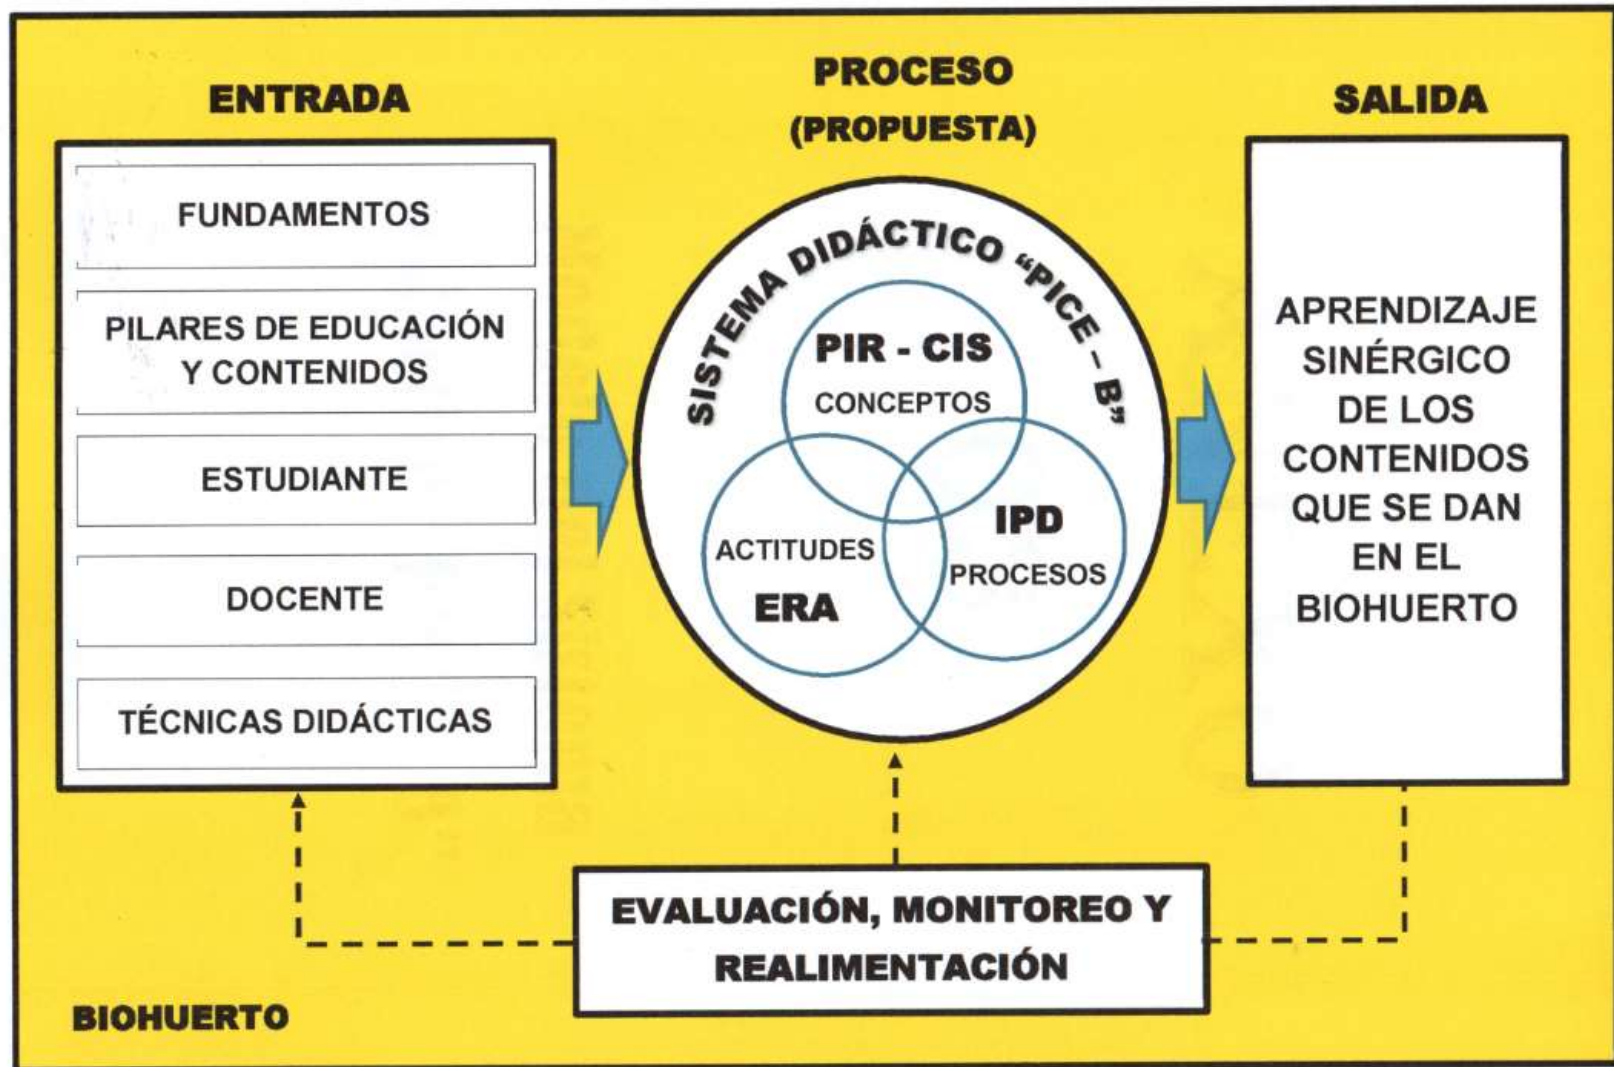 ENTRADA
FUNDAMENTOS
PILARES DE EDUCACIÓN
Y CONTENIDOS
ESTUDIANTE
DOCENTE
TÉCNICAS DIDÁCTICAS
PROCESO
(PROPUESTA)
SISTEMA DIDÁCTICO “PICE – B”
PIR - CIS
CONCEPTOS
ACTITUDES
ERA
IPD
PROCESOS
SALIDA
APRENDIZAJE
SINÉRGICO
DE LOS
CONTENIDOS
QUE SE DAN
EN EL
BIOHUERTO
EVALUACIÓN, MONITOREO Y
REALIMENTACIÓN
BIOHUERTO